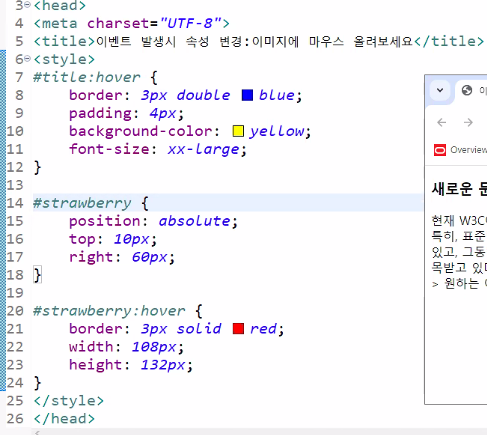 3 <head>
4 <meta charset="UTF-8">
5 <title>이벤트 발생시 속성 변경:이미지에 마우스 올려보세요</title>
6 <style>
7 #title:hover {
8 border: 3px double blue;
9 padding: 4px;
10 background-color: yellow;
11 font-size: xx-large;
12 }
13
14 #strawberry {
15 position: absolute;
16 top: 10px;
17 right: 60px;
18 }
19
20 #strawberry:hover {
21 border: 3px solid red;
22 width: 108px;
23 height: 132px;
24 }
25 </style>
26 </head>
Overview
새로운
현재
특히, 표준
있고, 그동
목받고
> 원하는